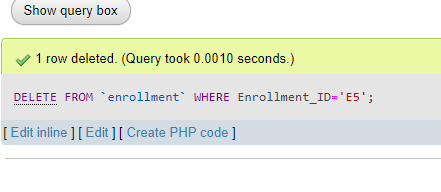 Show query box
1 row deleted. (Query took 0.0010 seconds.)
DELETE FROM `enrollment` WHERE Enrollment_ID='E5';
[ Edit inline ] [ Edit ] [ Create PHP code ]